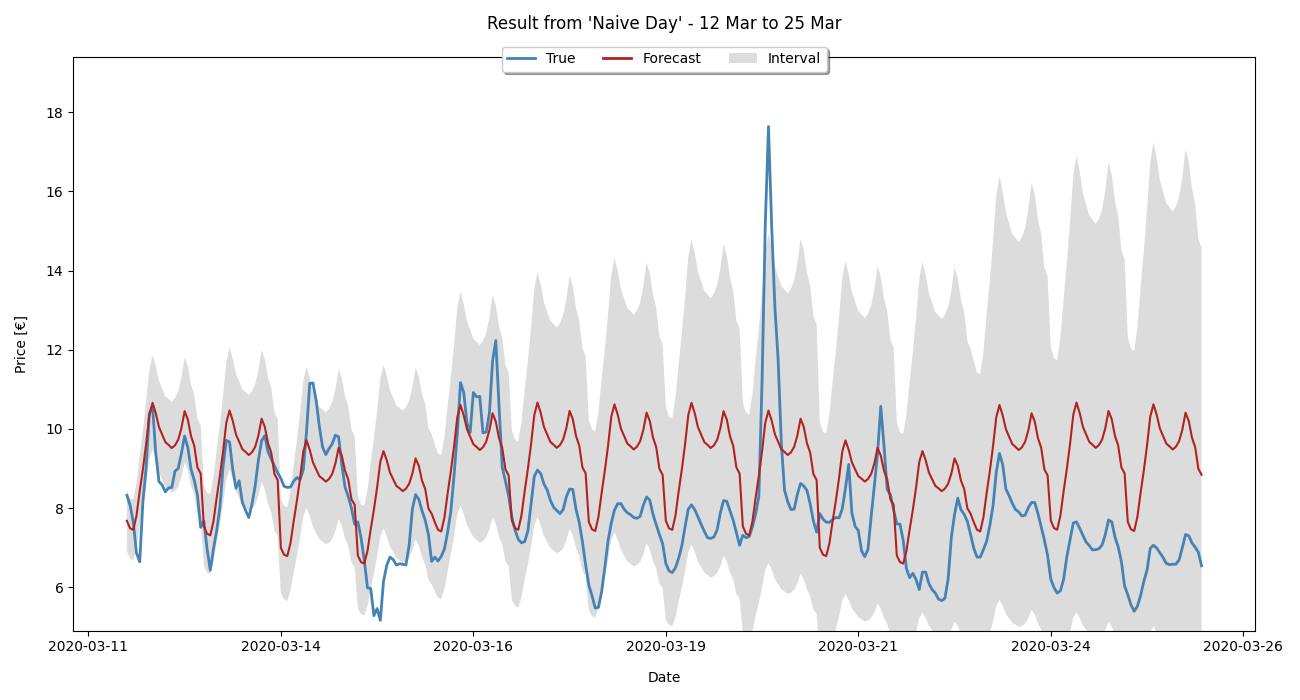 Result from 'Naive Day' - 12 Mar to 25 Mar
True
Forecast
Interval
Price [€]
18
16
14
12
10
8
6
2020-03-11
2020-03-14
2020-03-16
2020-03-19
2020-03-21
2020-03-24
2020-03-26
Date